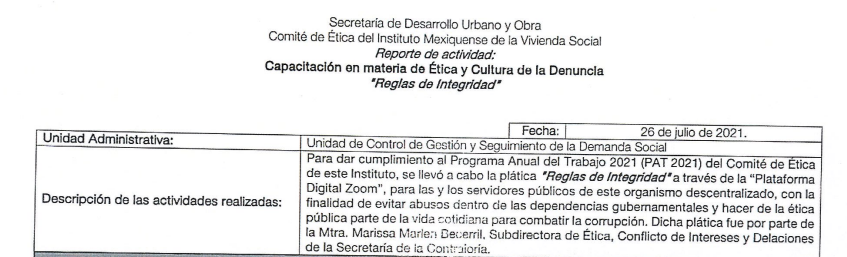 Secretaría de Desarrollo Urbano y Obra
Comité de Ética del Instituto Mexiquense de la Vivienda Social
Reporte de actividad:
Capacitación en materia de Ética y Cultura de la Denuncia
"Reglas de Integridad"
Fecha: 26 de julio de 2021.
Unidad Administrativa: Unidad de Control de Gestión y Seguimiento de la Demanda Social
Para dar cumplimiento al Programa Anual del Trabajo 2021 (PAT 2021) del Comité de Ética
de este Instituto, se llevó a cabo la plática "Reglas de Integridad" a través de la "Plataforma
Digital Zoom", para las y los servidores públicos de este organismo descentralizado, con la
Descripción de las actividades realizadas: finalidad de evitar abusos dentro de las dependencias gubernamentales y hacer de la ética
pública parte de la vida cotidiana para combatir la corrupción. Dicha plática fue por parte de
la Mtra. Marissa Marlen Becerril, Subdirectora de Ética, Conflicto de Intereses y Delaciones
de la Secretaría de la Contraloría.